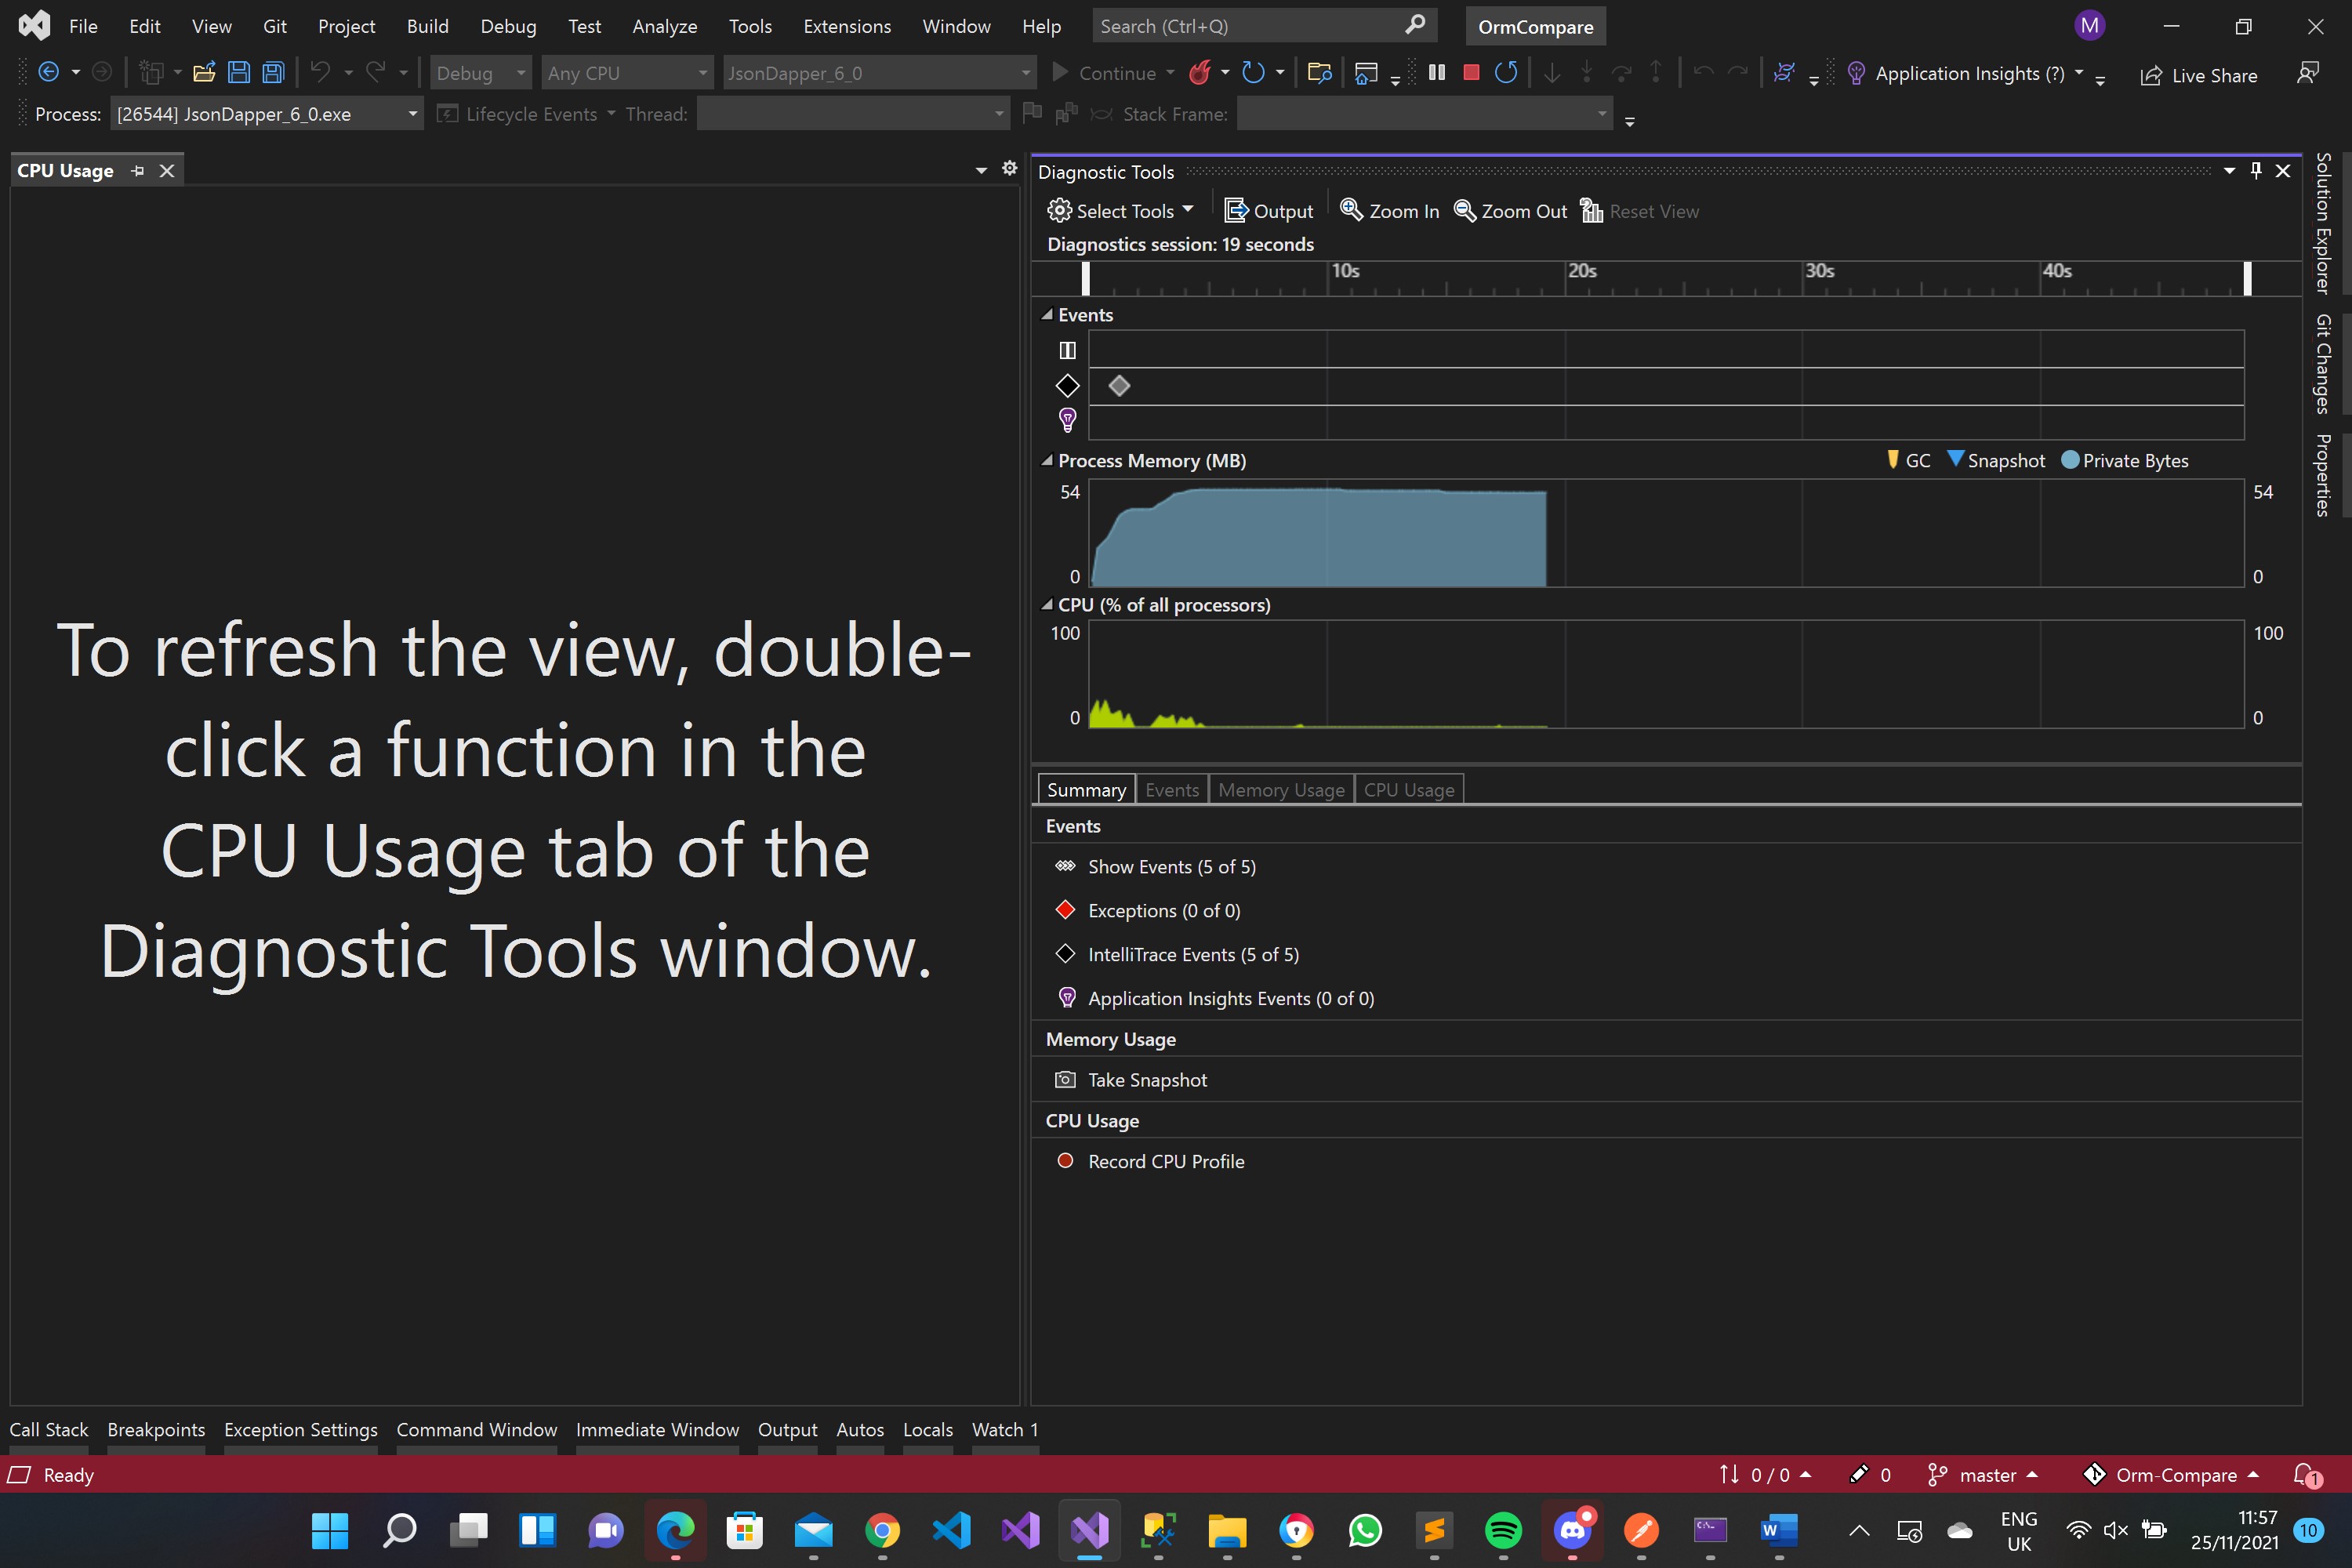 File Edit View Git Project Build Debug Test Analyze Tools Extensions Window Help Search (Ctrl+Q) OrmCompare M
Debug Any CPU JsonDapper_6_0 Continue Application Insights (?) Live Share
Process: [26544] JsonDapper_6_0.exe Lifecycle Events Thread: Stack Frame:
CPU Usage
To refresh the view, double-
click a function in the
CPU Usage tab of the
Diagnostic Tools window.
Diagnostic Tools
Select Tools Output Zoom In Zoom Out Reset View
Diagnostics session: 19 seconds
10s 20s 30s 40s
Events
Process Memory (MB) GC Snapshot Private Bytes
54 54
0 0
CPU (% of all processors)
100 100
0 0
Summary Events Memory Usage CPU Usage
Events
Show Events (5 of 5)
Exceptions (0 of 0)
IntelliTrace Events (5 of 5)
Application Insights Events (0 of 0)
Memory Usage
Take Snapshot
CPU Usage
Record CPU Profile
Solution Explorer
Git Changes
Properties
Call Stack Breakpoints Exception Settings Command Window Immediate Window Output Autos Locals Watch 1
Ready 0 / 0 0 master Orm-Compare 1
ENG 11:57
UK 25/11/2021 10